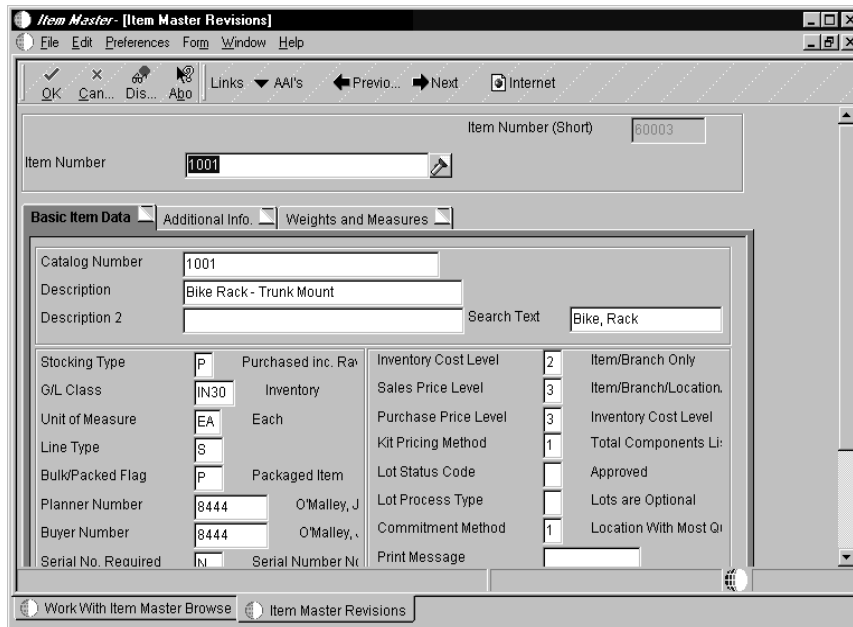 Item Master - [Item Master Revisions]
File Edit Preferences Form Window Help
OK Can... Dis... Abo Links AAI's Previo... Next Internet
Item Number (Short) 60003
Item Number 1001
Basic Item Data Additional Info. Weights and Measures
Catalog Number 1001
Description Bike Rack - Trunk Mount
Description 2 Search Text Bike, Rack
Stocking Type P Purchased inc. Ra Inventory Cost Level 2 Item/Branch Only
G/L Class IN30 Inventory Sales Price Level 3 Item/Branch/Location
Unit of Measure EA Each Purchase Price Level 3 Inventory Cost Level
Line Type S Kit Pricing Method 1 Total Components Li
Bulk/Packed Flag P Packaged Item Lot Status Code Approved
Planner Number 8444 O'Malley, J Lot Process Type Lots are Optional
Buyer Number 8444 O'Malley, Commitment Method 1 Location With Most Q
Serial No. Required N Serial Number N Print Message
Work With Item Master Browse Item Master Revisions